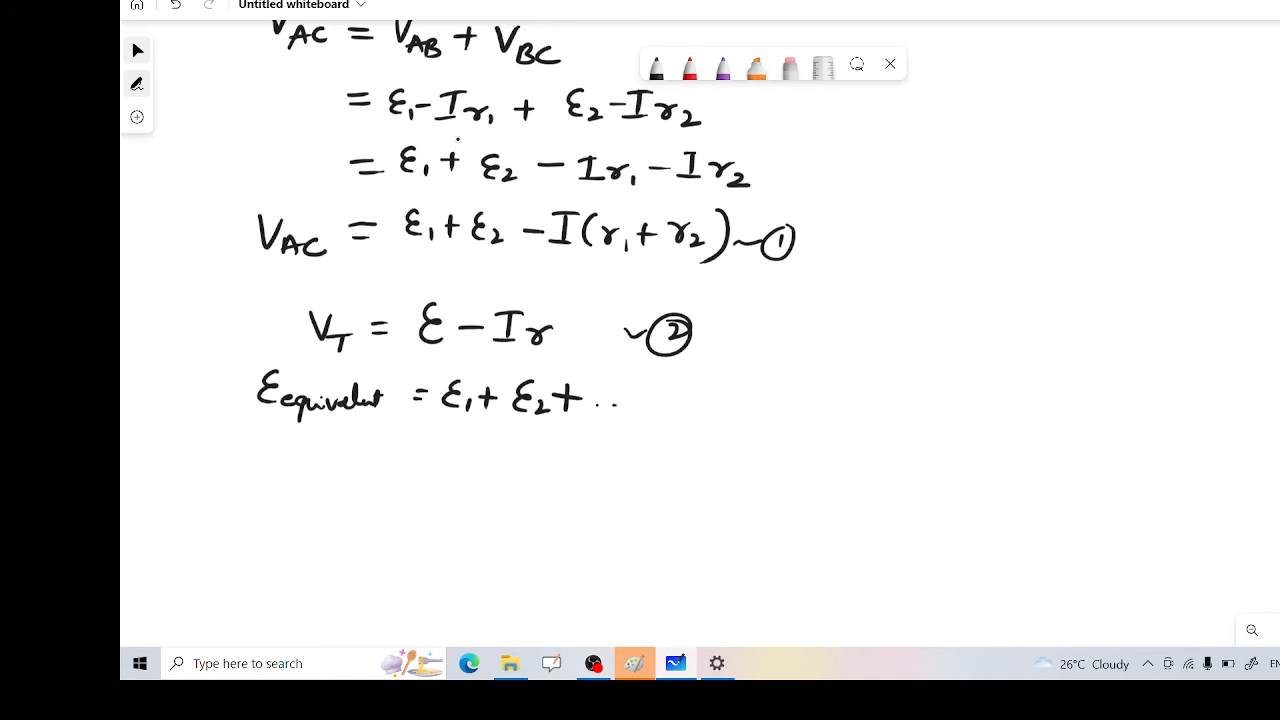 Untitled whiteboard
V_AC = V_AB + V_BC
= ε₁ - Ir₁ + ε₂ - Ir₂
= ε₁ + ε₂ - Ir₁ - Ir₂
V_AC = ε₁ + ε₂ - I(r₁ + r₂) ~ ①
V_T = ε - Ir ~ ②
ε_equivalent = ε₁ + ε₂ + ..
Type here to search
26°C Cloudy
EN